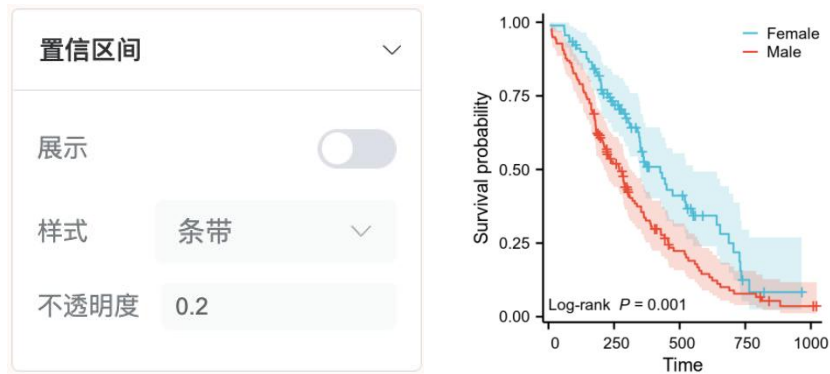 置信区间
展示
样式 条带
不透明度 0.2
1.00
0.75
0.50
0.25
0.00
Survival probability
Female
Male
Log-rank P = 0.001
0 250 500 750 1000
Time